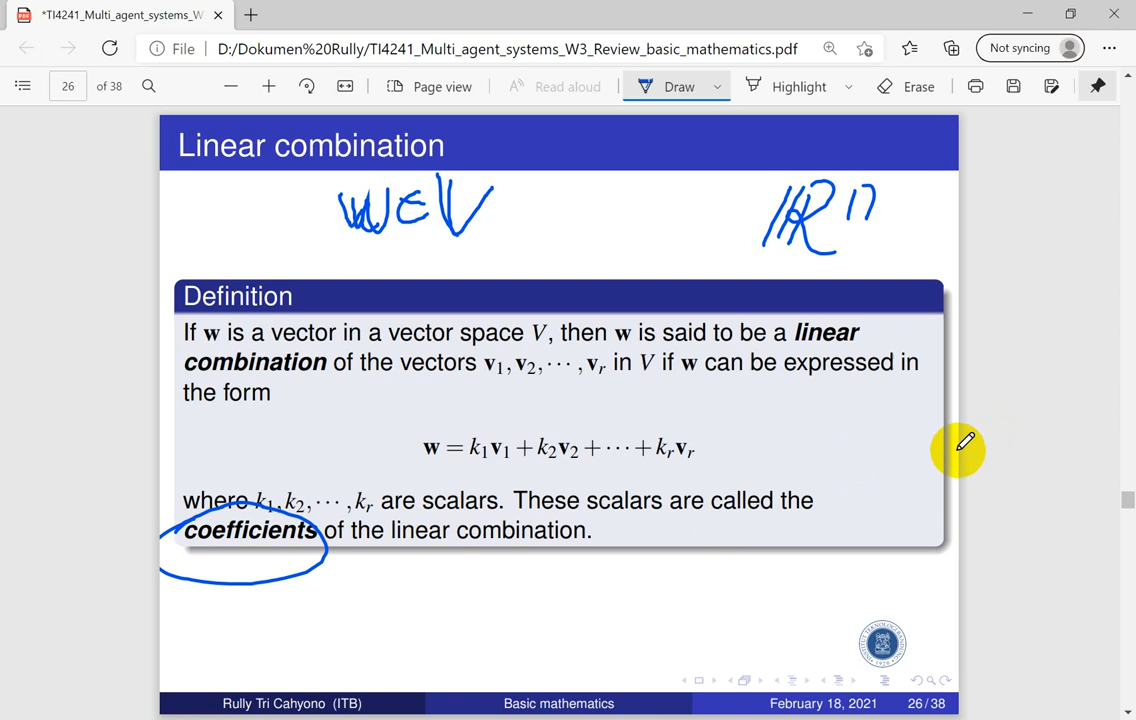 *TI4241_Multi_agent_systems_W
File D:/Dokumen%20Rully/TI4241_Multi_agent_systems_W3_Review_basic_mathematics.pdf Not syncing
26 of 38 Page view Read aloud Draw Highlight Erase
Linear combination
w ∈ V ℝⁿ
Definition
If w is a vector in a vector space V, then w is said to be a linear
combination of the vectors v₁, v₂, ⋯ , vᵣ in V if w can be expressed in
the form
w = k₁v₁ + k₂v₂ + ⋯ + kᵣvᵣ
where k₁, k₂, ⋯ , kᵣ are scalars. These scalars are called the
coefficients of the linear combination.
INSTITUT TEKNOLOGI BANDUNG
1920
Rully Tri Cahyono (ITB) Basic mathematics February 18, 2021 26 / 38